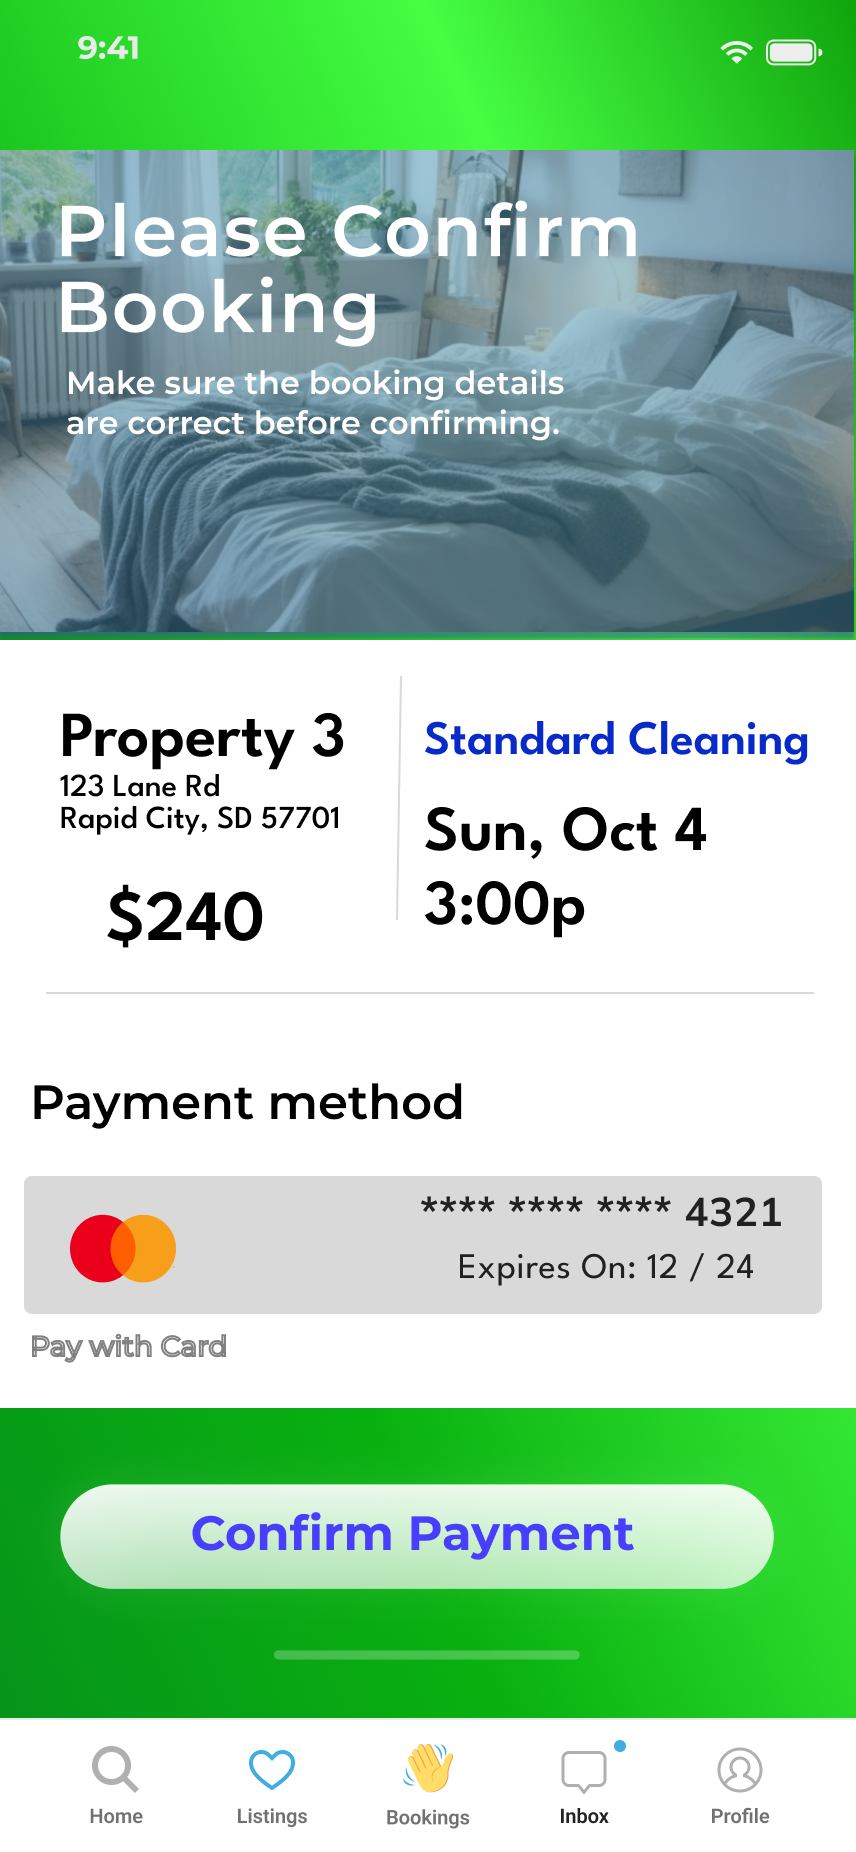 9:41
Please Confirm
Booking
Make sure the booking details
are correct before confirming.
Property 3
123 Lane Rd
Rapid City, SD 57701
$240
Standard Cleaning
Sun, Oct 4
3:00p
Payment method
**** **** **** 4321
Expires On: 12 / 24
Pay with Card
Confirm Payment
Home
Listings
Bookings
Inbox
Profile